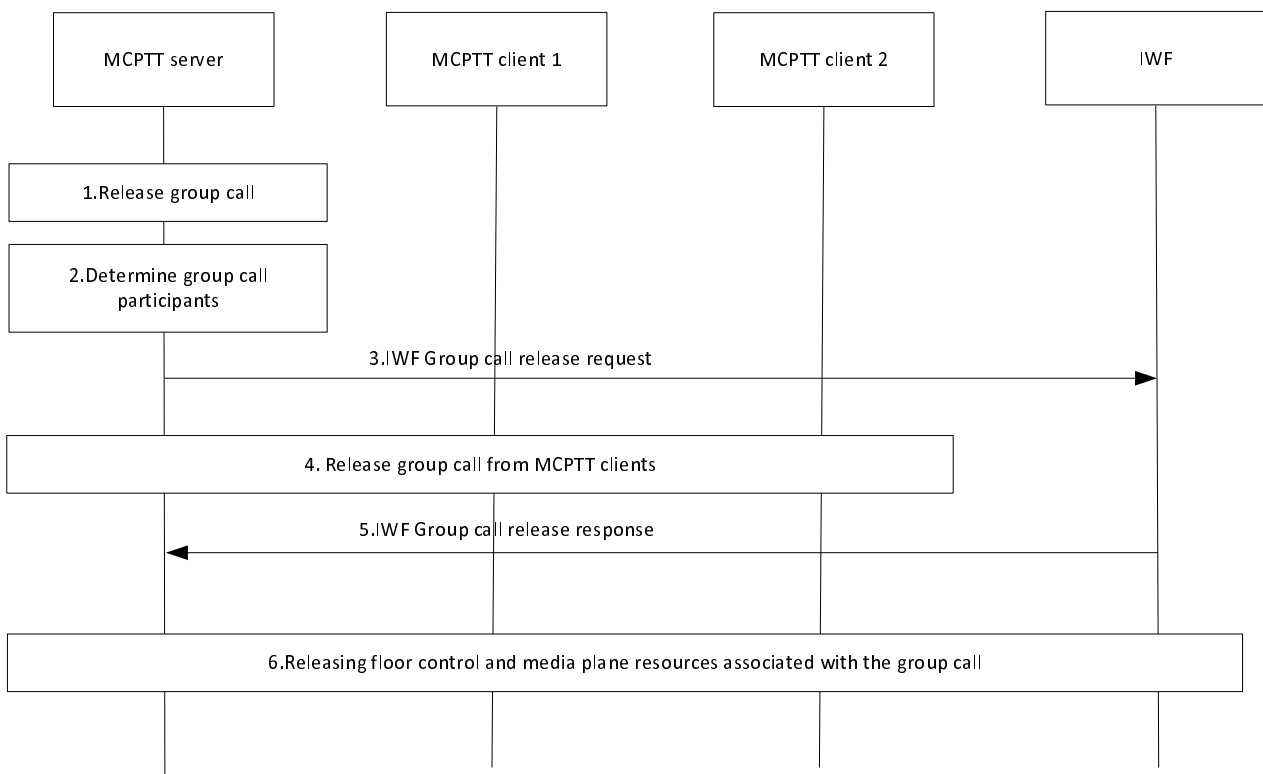 MCPTT server
MCPTT client 1
MCPTT client 2
IWF
1.Release group call
2.Determine group call
participants
3.IWF Group call release request
4. Release group call from MCPTT clients
5.IWF Group call release response
6.Releasing floor control and media plane resources associated with the group call